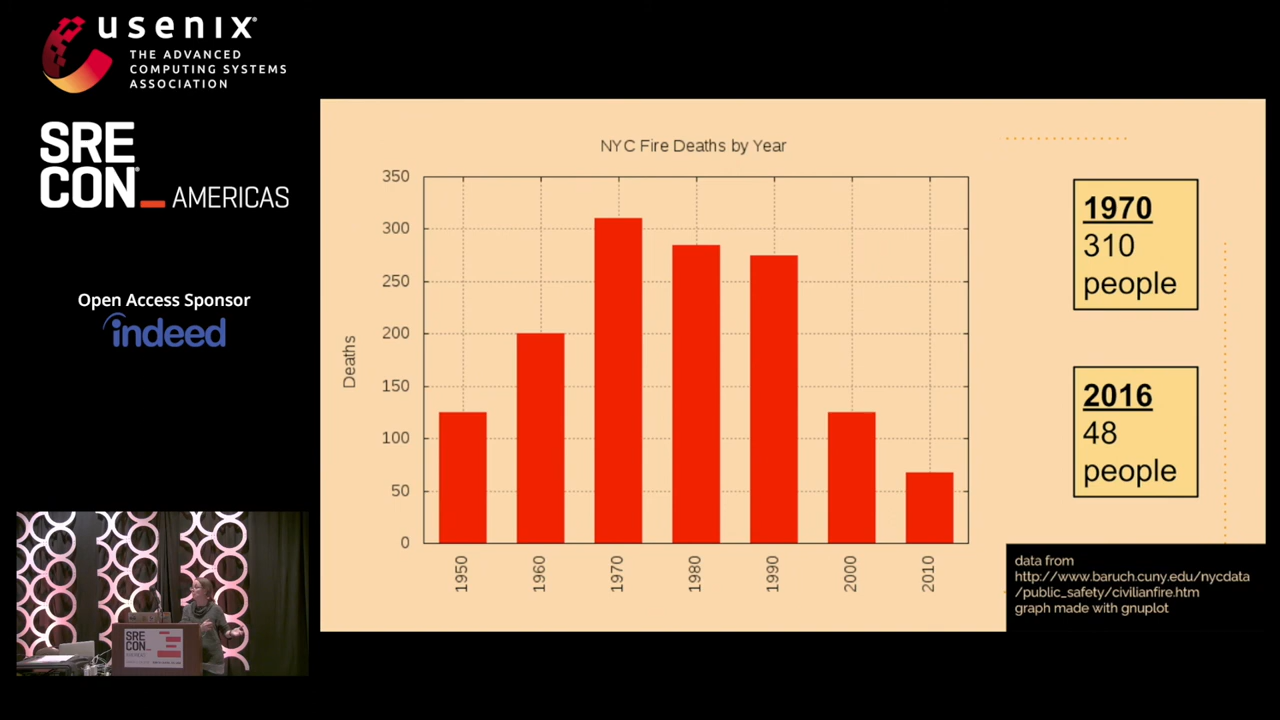 usenix
THE ADVANCED
COMPUTING SYSTEMS
ASSOCIATION
SRE
CON AMERICAS
Open Access Sponsor
indeed
NYC Fire Deaths by Year
350
300
250
200
150
100
50
0
Deaths
1950
1960
1970
1980
1990
2000
2010
1970
310
people
2016
48
people
data from
http://www.baruch.cuny.edu/nycdata
/public_safety/civilianfire.htm
graph made with gnuplot
SRE
CON